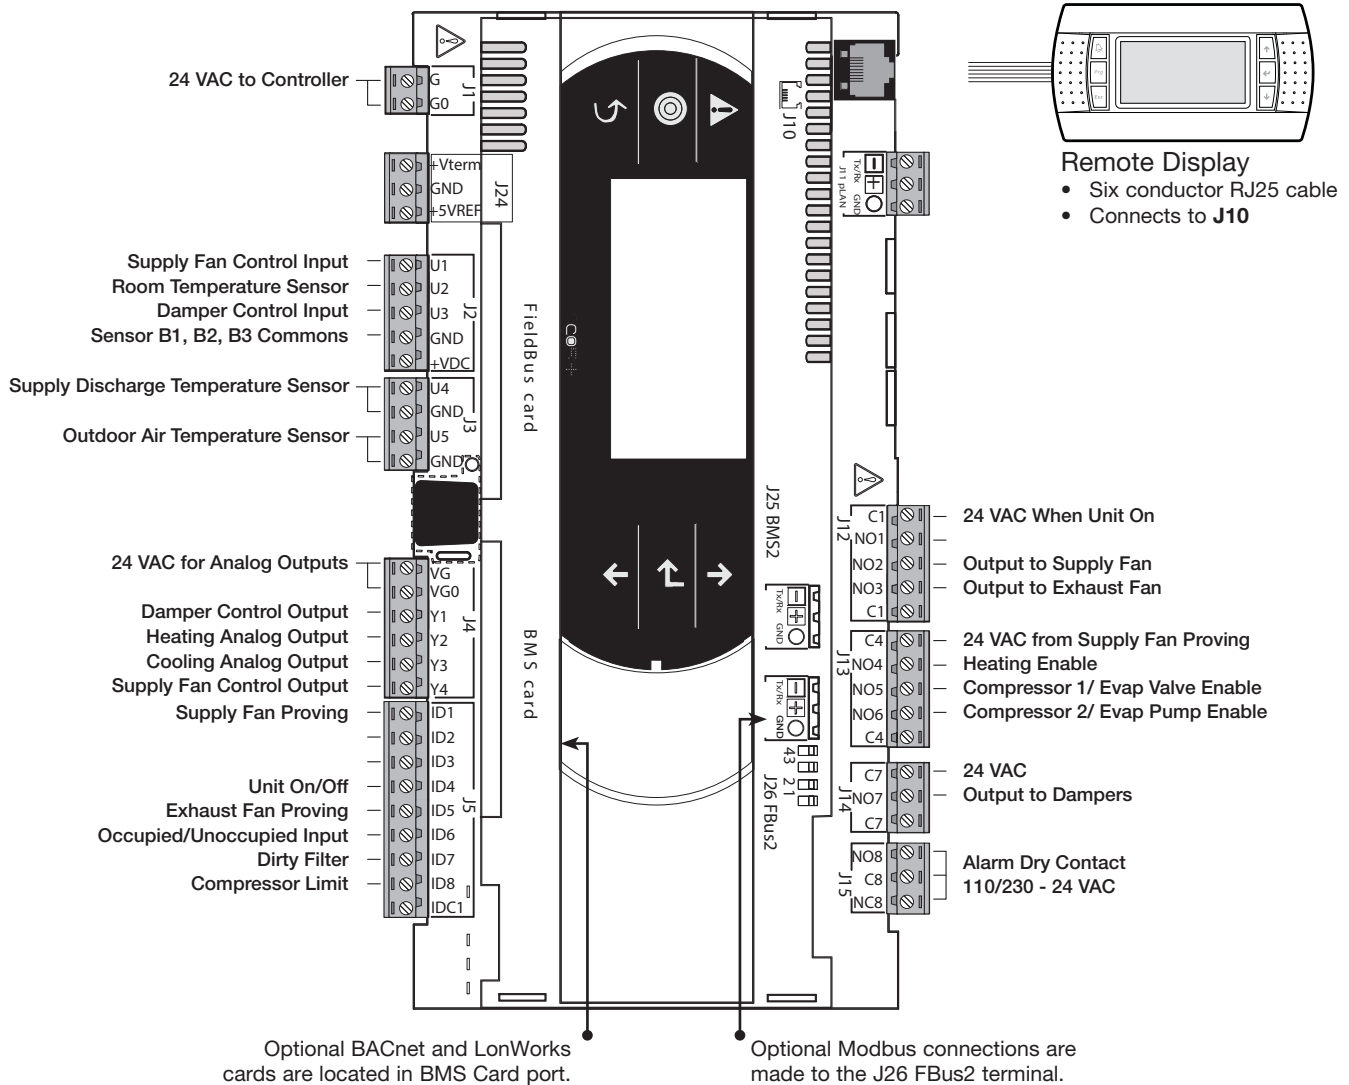 24 VAC to Controller
G
G0
J1
+Vterm
GND
+5VREF
J24
Supply Fan Control Input
Room Temperature Sensor
Damper Control Input
Sensor B1, B2, B3 Commons
U1
U2
U3
GND
+VDC
J2
Supply Discharge Temperature Sensor
Outdoor Air Temperature Sensor
U4
GND
U5
GND
J3
24 VAC for Analog Outputs
Damper Control Output
Heating Analog Output
Cooling Analog Output
Supply Fan Control Output
VG
VG0
Y1
Y2
Y3
Y4
J4
Supply Fan Proving
Unit On/Off
Exhaust Fan Proving
Occupied/Unoccupied Input
Dirty Filter
Compressor Limit
ID1
ID2
ID3
ID4
ID5
ID6
ID7
ID8
IDC1
J5
FieldBus card
BMS card
J10
Tx/Rx
GND
J11 pLAN
J25 BMS2
Tx/Rx
GND
Tx/Rx
GND
4 3
2 1
J26 FBus2
Prg
Esc
Remote Display
• Six conductor RJ25 cable
• Connects to J10
J12
C1
NO1
NO2
NO3
C1
24 VAC When Unit On
Output to Supply Fan
Output to Exhaust Fan
J13
C4
NO4
NO5
NO6
C4
24 VAC from Supply Fan Proving
Heating Enable
Compressor 1/ Evap Valve Enable
Compressor 2/ Evap Pump Enable
J14
C7
NO7
C7
24 VAC
Output to Dampers
J15
NO8
C8
NC8
Alarm Dry Contact
110/230 - 24 VAC
Optional BACnet and LonWorks
cards are located in BMS Card port.
Optional Modbus connections are
made to the J26 FBus2 terminal.